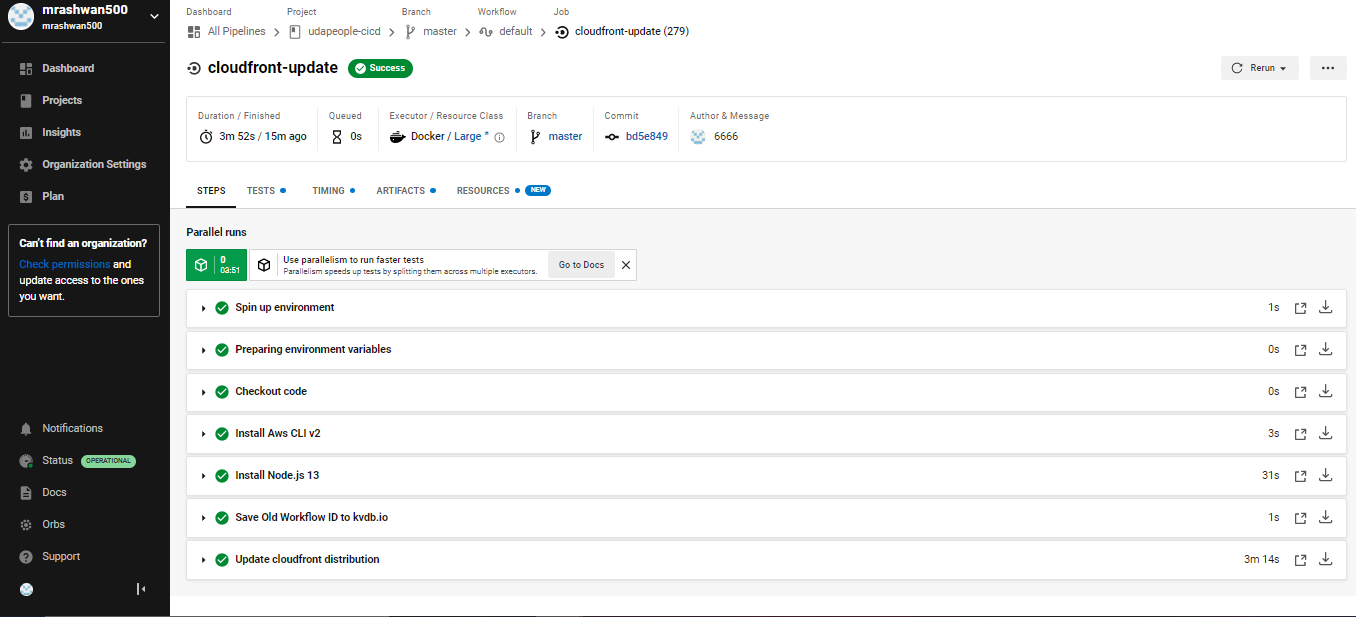 mrashwan500
mrashwan500
Dashboard
Projects
Insights
Organization Settings
Plan
Can't find an organization?
Check permissions and
update access to the ones
you want.
Notifications
Status OPERATIONAL
Docs
Orbs
Support
Dashboard Project Branch Workflow Job
All Pipelines udapeople-cicd master default cloudfront-update (279)
cloudfront-update Success Rerun
Duration / Finished Queued Executor / Resource Class Branch Commit Author & Message
3m 52s / 15m ago 0s Docker / Large * master bd5e849 6666
STEPS TESTS TIMING ARTIFACTS RESOURCES NEW
Parallel runs
0
03:51
Use parallelism to run faster tests
Parallelism speeds up tests by splitting them across multiple executors.
Go to Docs
Spin up environment 1s
Preparing environment variables 0s
Checkout code 0s
Install Aws CLI v2 3s
Install Node.js 13 31s
Save Old Workflow ID to kvdb.io 1s
Update cloudfront distribution 3m 14s